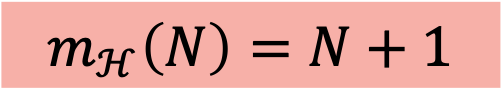 m_ℋ(N) = N + 1